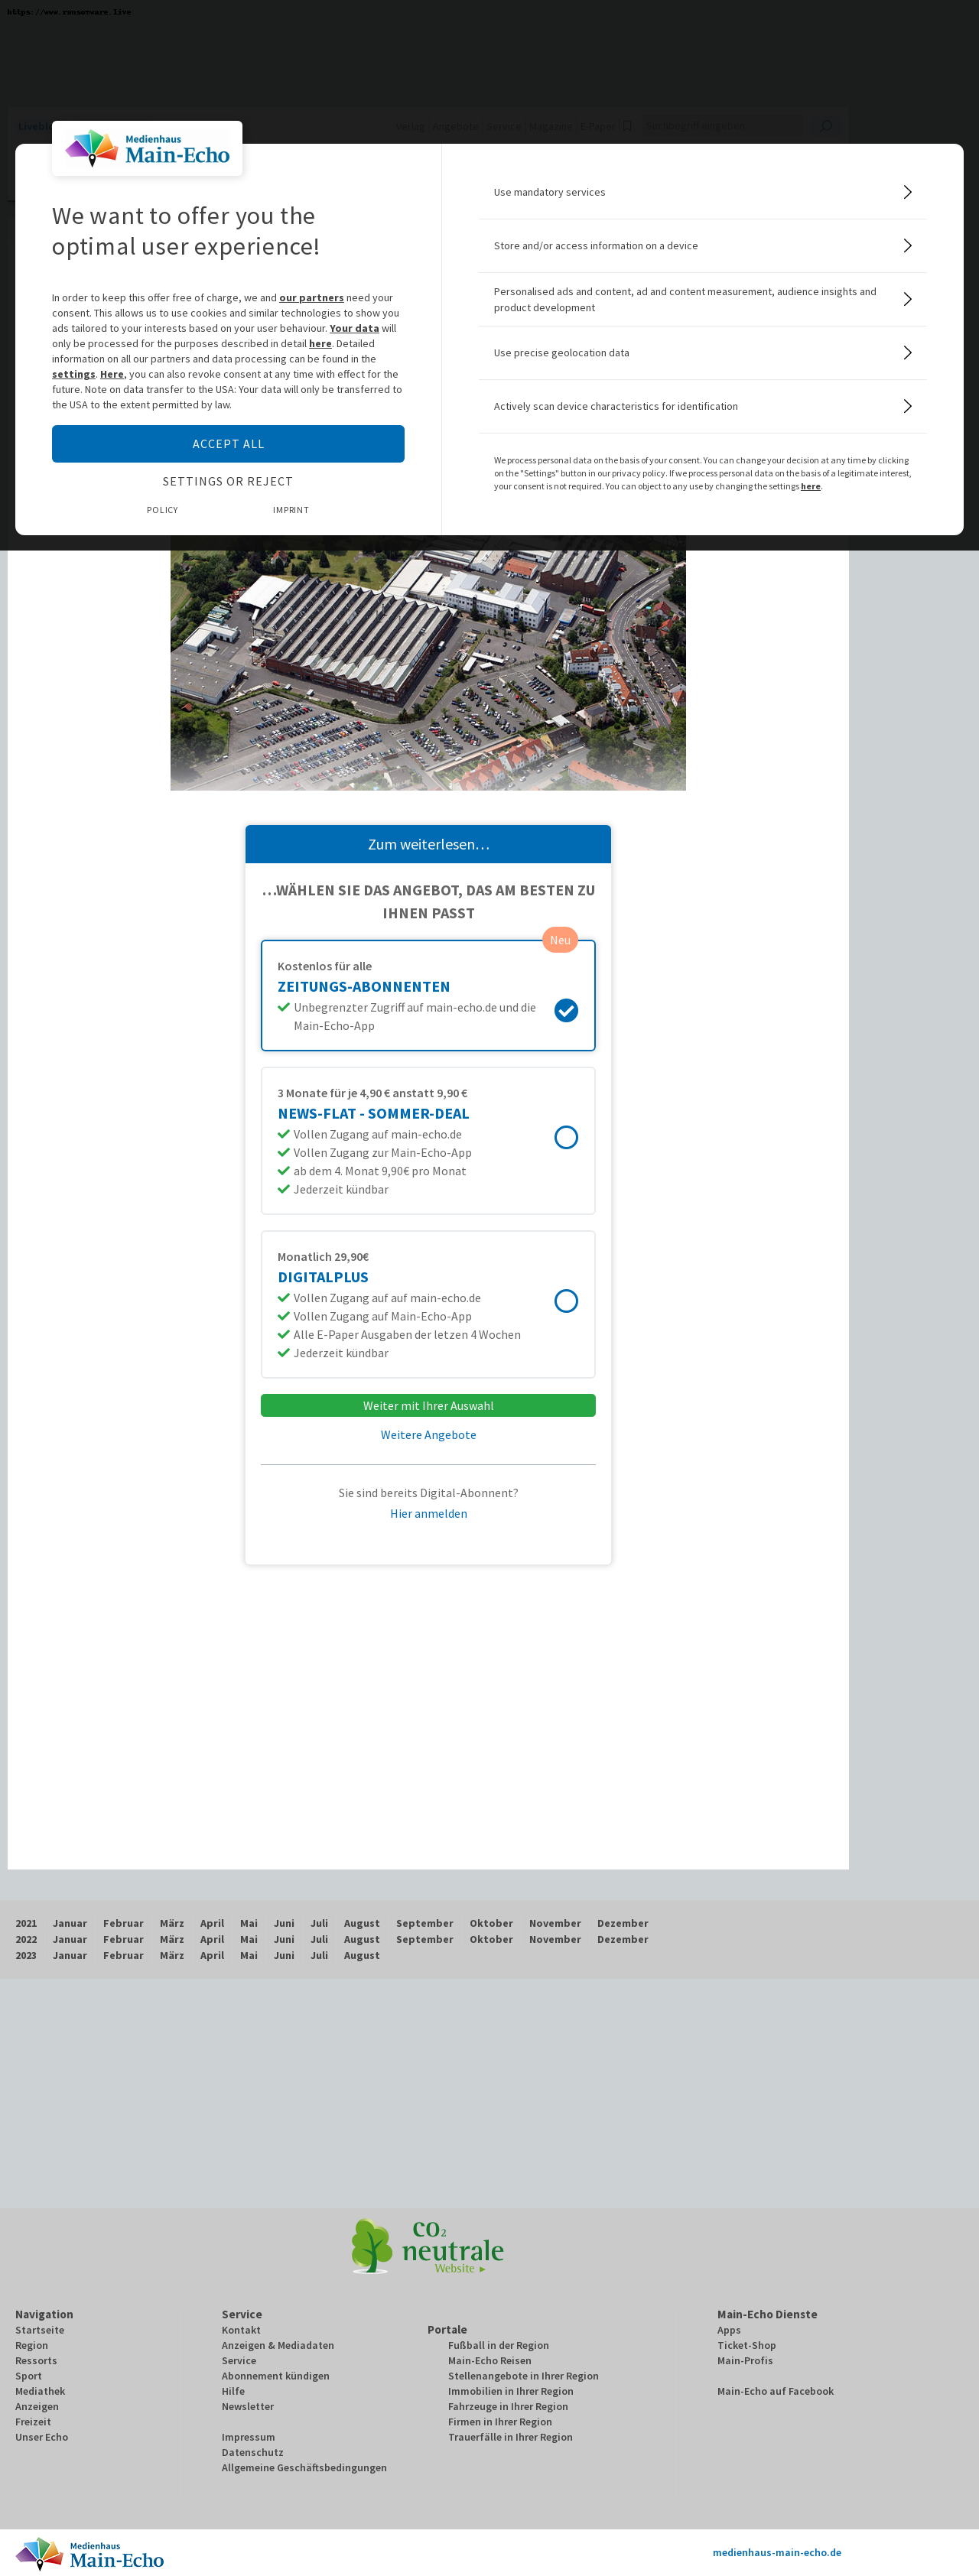 https://www.ransomware.live
Medienhaus
Main-Echo
We want to offer you the
optimal user experience!
In order to keep this offer free of charge, we and our partners need your
consent. This allows us to use cookies and similar technologies to show you
ads tailored to your interests based on your user behaviour. Your data will
only be processed for the purposes described in detail here. Detailed
information on all our partners and data processing can be found in the
settings. Here, you can also revoke consent at any time with effect for the
future. Note on data transfer to the USA: Your data will only be transferred to
the USA to the extent permitted by law.
ACCEPT ALL
SETTINGS OR REJECT
POLICY IMPRINT
Use mandatory services
Store and/or access information on a device
Personalised ads and content, ad and content measurement, audience insights and
product development
Use precise geolocation data
Actively scan device characteristics for identification
We process personal data on the basis of your consent. You can change your decision at any time by clicking
on the "Settings" button in our privacy policy. If we process personal data on the basis of a legitimate interest,
your consent is not required. You can object to any use by changing the settings here.
Zum weiterlesen…
…WÄHLEN SIE DAS ANGEBOT, DAS AM BESTEN ZU
IHNEN PASST
Neu
Kostenlos für alle
ZEITUNGS-ABONNENTEN
Unbegrenzter Zugriff auf main-echo.de und die
Main-Echo-App
3 Monate für je 4,90 € anstatt 9,90 €
NEWS-FLAT - SOMMER-DEAL
Vollen Zugang auf main-echo.de
Vollen Zugang zur Main-Echo-App
ab dem 4. Monat 9,90€ pro Monat
Jederzeit kündbar
Monatlich 29,90€
DIGITALPLUS
Vollen Zugang auf auf main-echo.de
Vollen Zugang auf Main-Echo-App
Alle E-Paper Ausgaben der letzen 4 Wochen
Jederzeit kündbar
Weiter mit Ihrer Auswahl
Weitere Angebote
Sie sind bereits Digital-Abonnent?
Hier anmelden
2021 Januar Februar März April Mai Juni Juli August September Oktober November Dezember
2022 Januar Februar März April Mai Juni Juli August September Oktober November Dezember
2023 Januar Februar März April Mai Juni Juli August
CO2
neutrale
Website
Navigation
Startseite
Region
Ressorts
Sport
Mediathek
Anzeigen
Freizeit
Unser Echo
Service
Kontakt
Anzeigen & Mediadaten
Service
Abonnement kündigen
Hilfe
Newsletter
Impressum
Datenschutz
Allgemeine Geschäftsbedingungen
Portale
Fußball in der Region
Main-Echo Reisen
Stellenangebote in Ihrer Region
Immobilien in Ihrer Region
Fahrzeuge in Ihrer Region
Firmen in Ihrer Region
Trauerfälle in Ihrer Region
Main-Echo Dienste
Apps
Ticket-Shop
Main-Profis
Main-Echo auf Facebook
Medienhaus
Main-Echo
medienhaus-main-echo.de